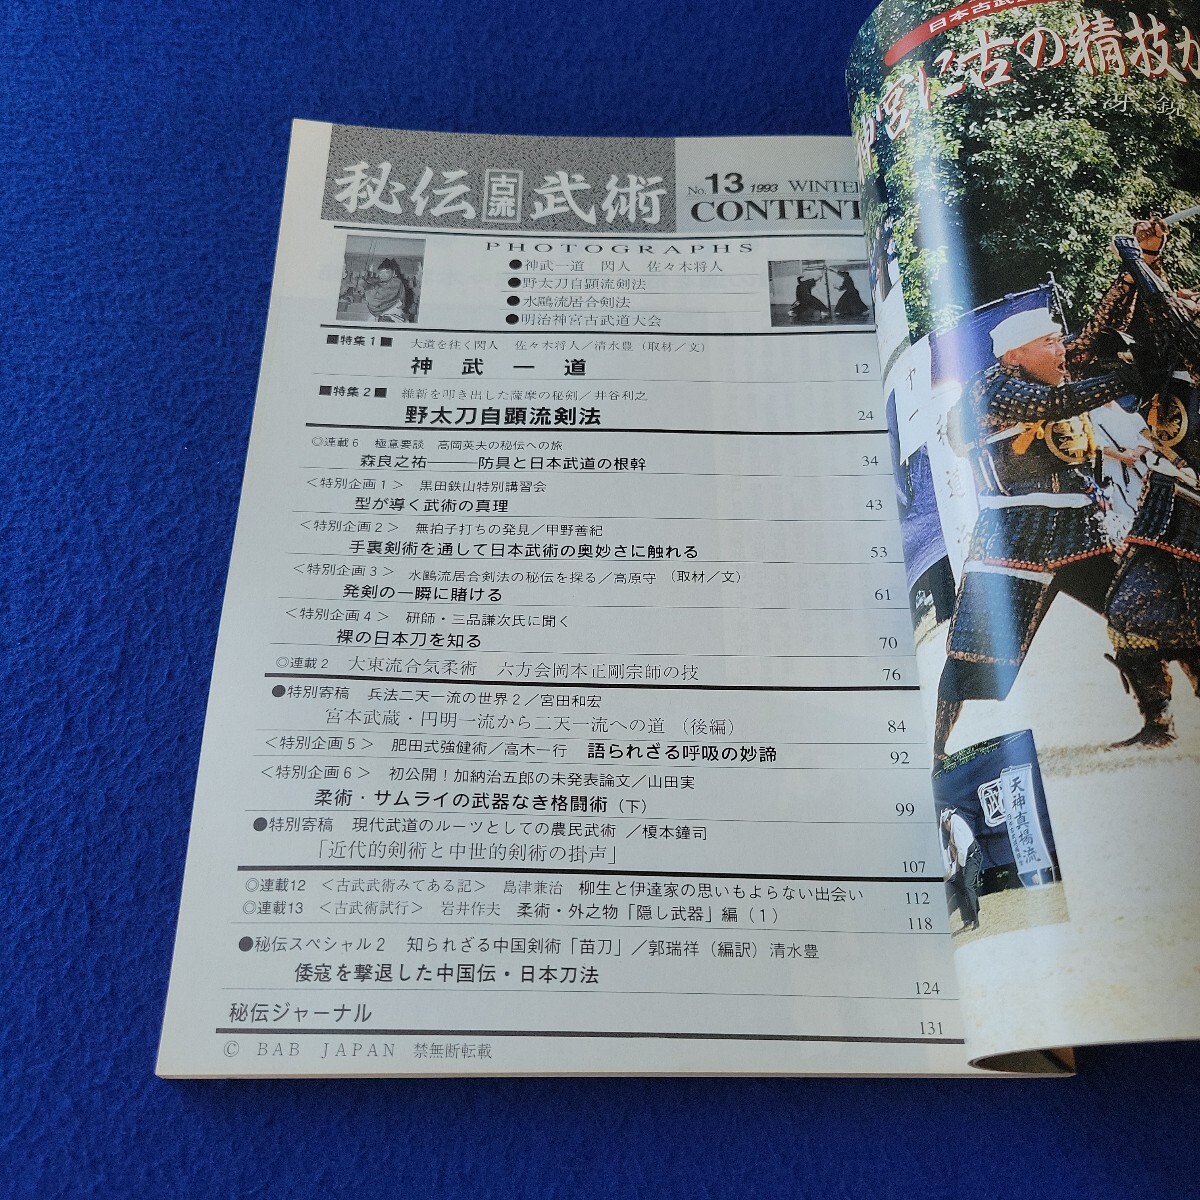 秘伝古流武術
No.13 1993 WINTER
CONTENT
PHOTOGRAPHS
●神武一道 閃人 佐々木将人
●野太刀自顕流剣法
●水鷗流居合剣法
●明治神宮古武道大会
■特集1■ 大道を往く閃人 佐々木将人／清水豊（取材／文）
神武一道 12
■特集2■ 維新を叩き出した薩摩の秘剣／井谷利之
野太刀自顕流剣法 24
◎連載6 極意要談 高岡英夫の秘伝への旅
森良之祐――防具と日本武道の根幹 34
＜特別企画1＞ 黒田鉄山特別講習会
型が導く武術の真理 43
＜特別企画2＞ 無拍子打ちの発見／甲野善紀
手裏剣術を通して日本武術の奥妙さに触れる 53
＜特別企画3＞ 水鷗流居合剣法の秘伝を探る／高原守（取材／文）
発剣の一瞬に賭ける 61
＜特別企画4＞ 研師・三品謙次氏に聞く
裸の日本刀を知る 70
◎連載2 大東流合気柔術 六方会岡本正剛宗師の技 76
●特別寄稿 兵法二天一流の世界2／宮田和宏
宮本武蔵・円明一流から二天一流への道（後編） 84
＜特別企画5＞ 肥田式強健術／高木一行 語られざる呼吸の妙諦 92
＜特別企画6＞ 初公開！加納治五郎の未発表論文／山田実
柔術・サムライの武器なき格闘術（下） 99
●特別寄稿 現代武道のルーツとしての農民武術／榎本鐘司
「近代的剣術と中世的剣術の掛声」 107
◎連載12 ＜古武武術みてある記＞ 島津兼治 柳生と伊達家の思いもよらない出会い 112
◎連載13 ＜古武術試行＞ 岩井作夫 柔術・外之物「隠し武器」編（1） 118
●秘伝スペシャル2 知られざる中国剣術「苗刀」／郭瑞祥（編訳）清水豊
倭寇を撃退した中国伝・日本刀法 124
秘伝ジャーナル 131
© BAB JAPAN 禁無断転載
日本古武
神宮に古の精技が
天神真楊流